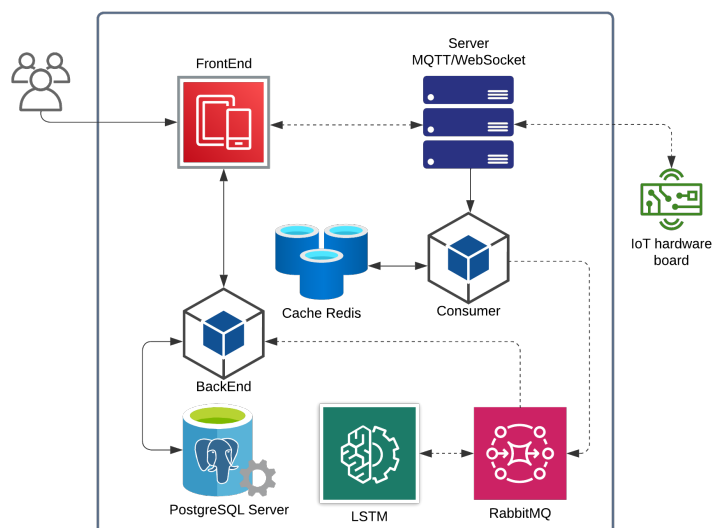 Server
MQTT/WebSocket
FrontEnd
IoT hardware
board
Cache Redis
Consumer
BackEnd
PostgreSQL Server
LSTM
RabbitMQ